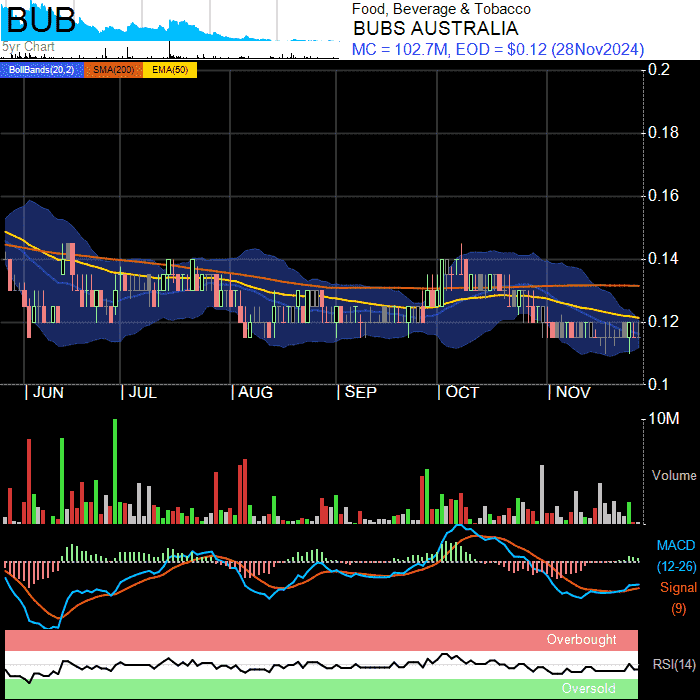 BUB
5yr Chart
Food, Beverage & Tobacco
BUBS AUSTRALIA
MC = 102.7M, EOD = $0.12 (28Nov2024)
BollBands(20,2) SMA(200) EMA(50)
0.2
0.18
0.16
0.14
0.12
0.1
JUN JUL AUG SEP OCT NOV
10M
Volume
MACD
(12-26)
Signal
(9)
Overbought
RSI(14)
Oversold